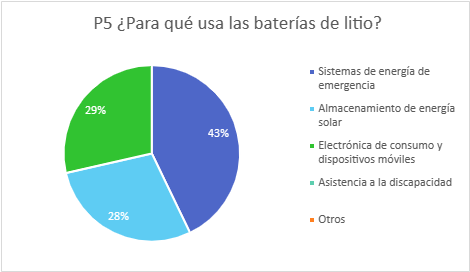 P5 ¿Para qué usa las baterías de litio?
29%
43%
28%
Sistemas de energía de
emergencia
Almacenamiento de energía
solar
Electrónica de consumo y
dispositivos móviles
Asistencia a la discapacidad
Otros